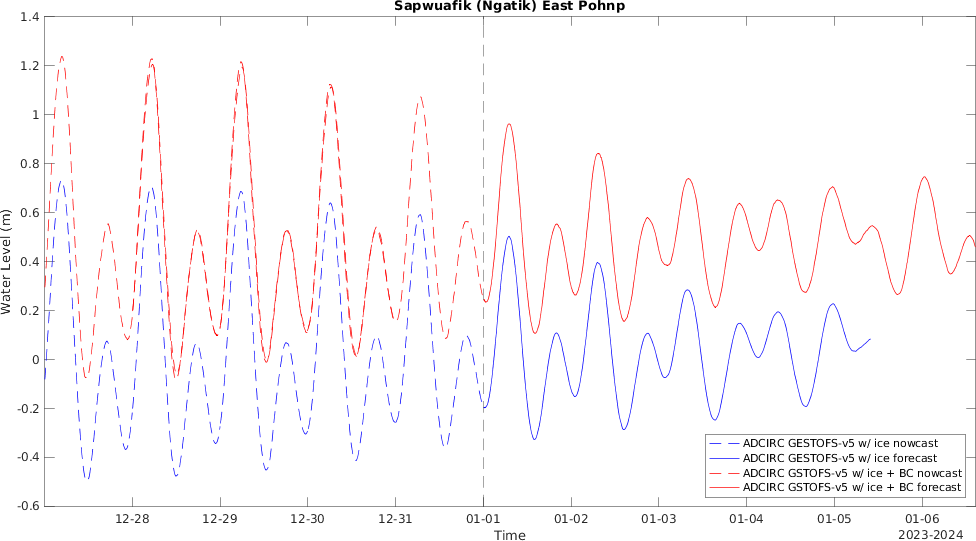 Sapwuafik (Ngatik) East Pohnp
Water Level (m)
1.4
1.2
1
0.8
0.6
0.4
0.2
0
-0.2
-0.4
-0.6
ADCIRC GESTOFS-v5 w/ ice nowcast
ADCIRC GESTOFS-v5 w/ ice forecast
ADCIRC GSTOFS-v5 w/ ice + BC nowcast
ADCIRC GSTOFS-v5 w/ ice + BC forecast
12-28 12-29 12-30 12-31 01-01 01-02 01-03 01-04 01-05 01-06
Time
2023-2024